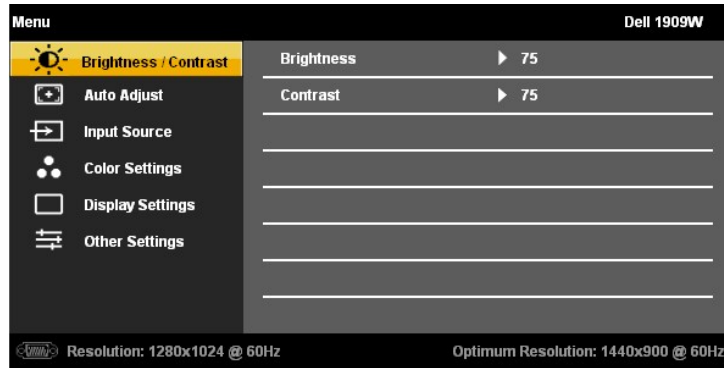 Menu Dell 1909W
Brightness / Contrast Brightness 75
Auto Adjust Contrast 75
Input Source
Color Settings
Display Settings
Other Settings
Resolution: 1280x1024 @ 60Hz Optimum Resolution: 1440x900 @ 60Hz